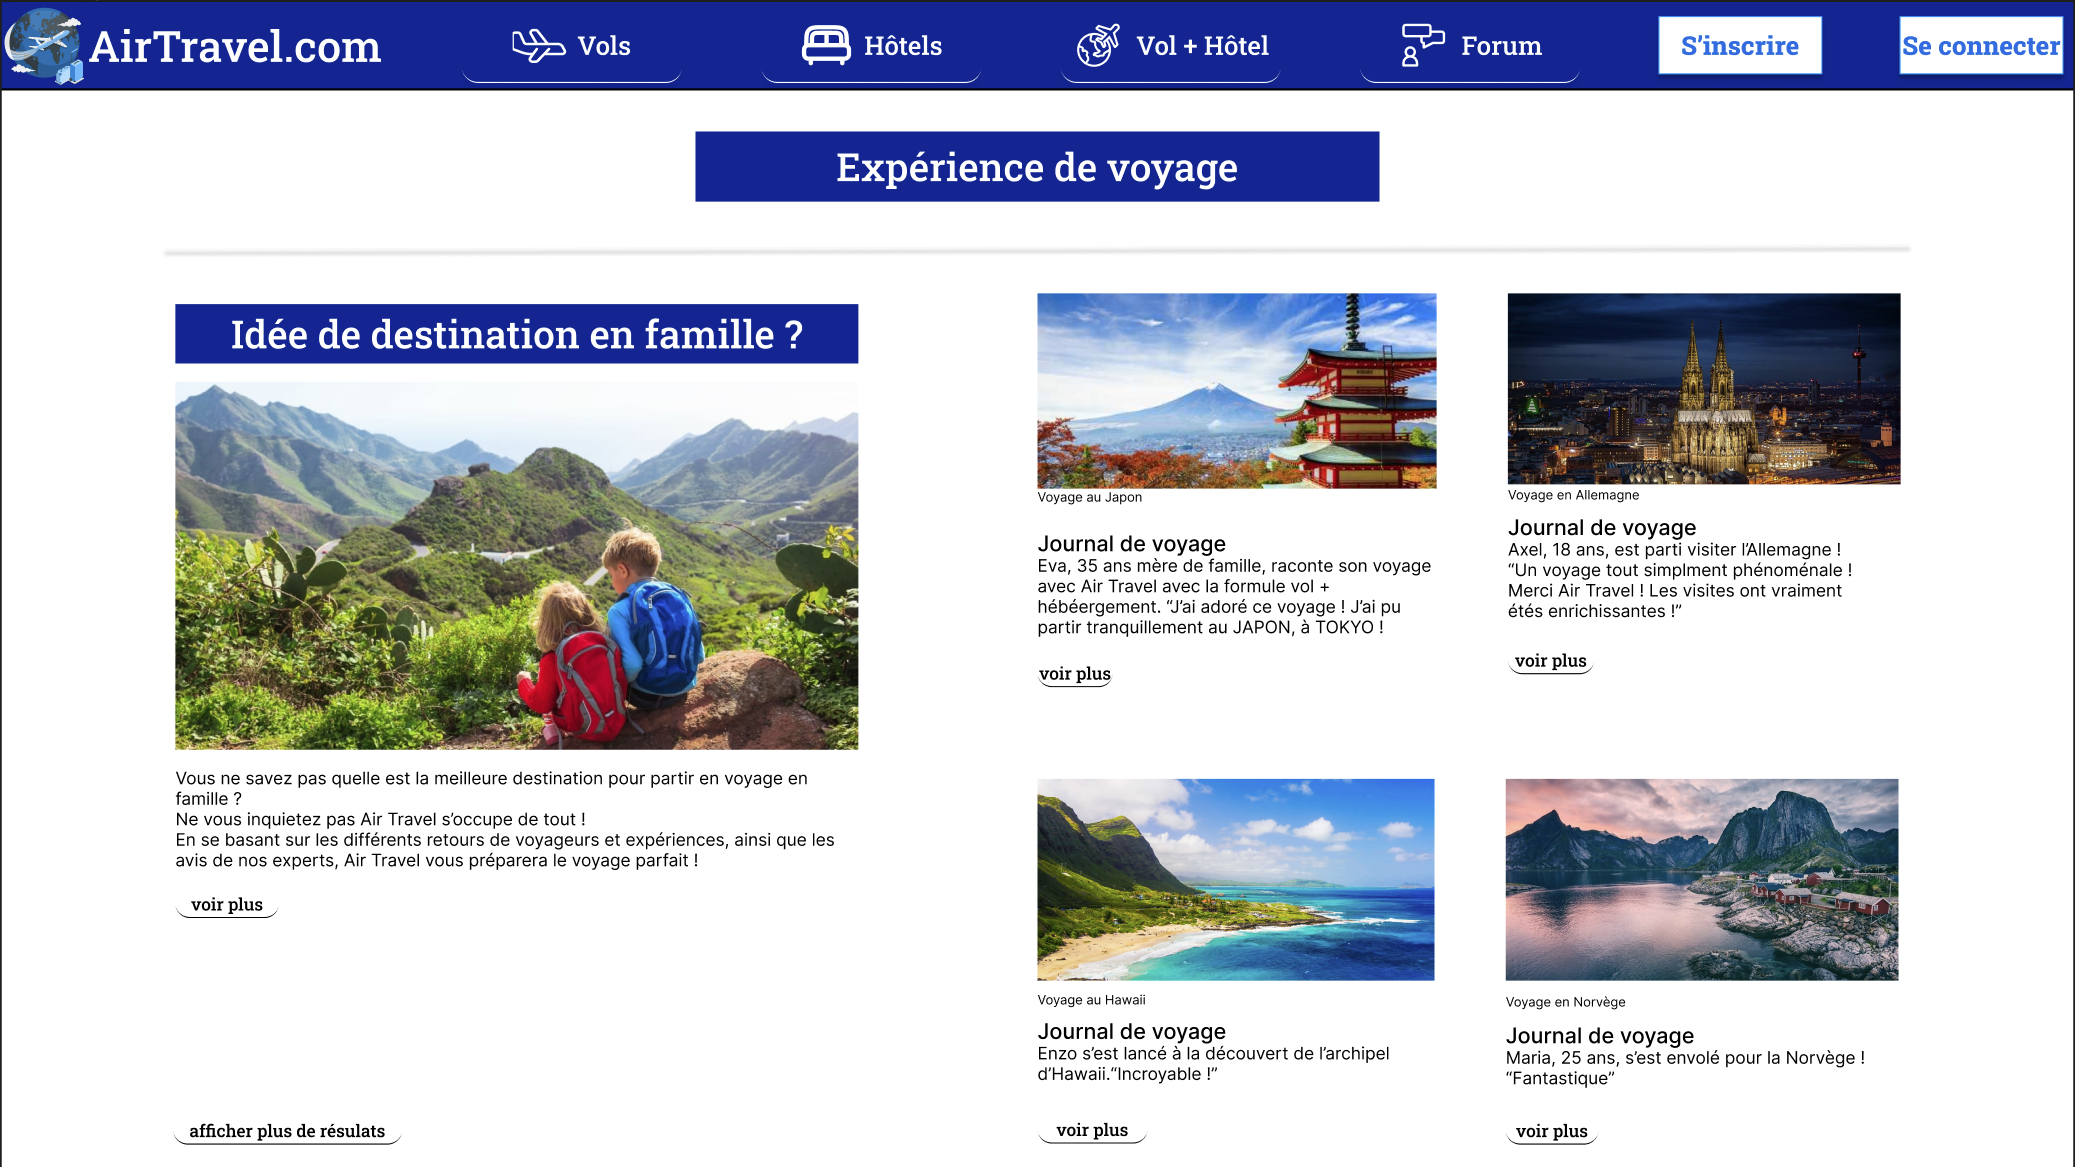 AirTravel.com
Vols
Hôtels
Vol + Hôtel
Forum
S’inscrire
Se connecter
Expérience de voyage
Idée de destination en famille ?
Vous ne savez pas quelle est la meilleure destination pour partir en voyage en
famille ?
Ne vous inquietez pas Air Travel s’occupe de tout !
En se basant sur les différents retours de voyageurs et expériences, ainsi que les
avis de nos experts, Air Travel vous préparera le voyage parfait !
voir plus
afficher plus de résulats
Voyage au Japon
Journal de voyage
Eva, 35 ans mère de famille, raconte son voyage
avec Air Travel avec la formule vol +
hébéergement. “J’ai adoré ce voyage ! J’ai pu
partir tranquillement au JAPON, à TOKYO !
voir plus
Voyage en Allemagne
Journal de voyage
Axel, 18 ans, est parti visiter l’Allemagne !
“Un voyage tout simplment phénoménale !
Merci Air Travel ! Les visites ont vraiment
étés enrichissantes !”
voir plus
Voyage au Hawaii
Journal de voyage
Enzo s’est lancé à la découvert de l’archipel
d’Hawaii.“Incroyable !”
voir plus
Voyage en Norvège
Journal de voyage
Maria, 25 ans, s’est envolé pour la Norvège !
“Fantastique”
voir plus